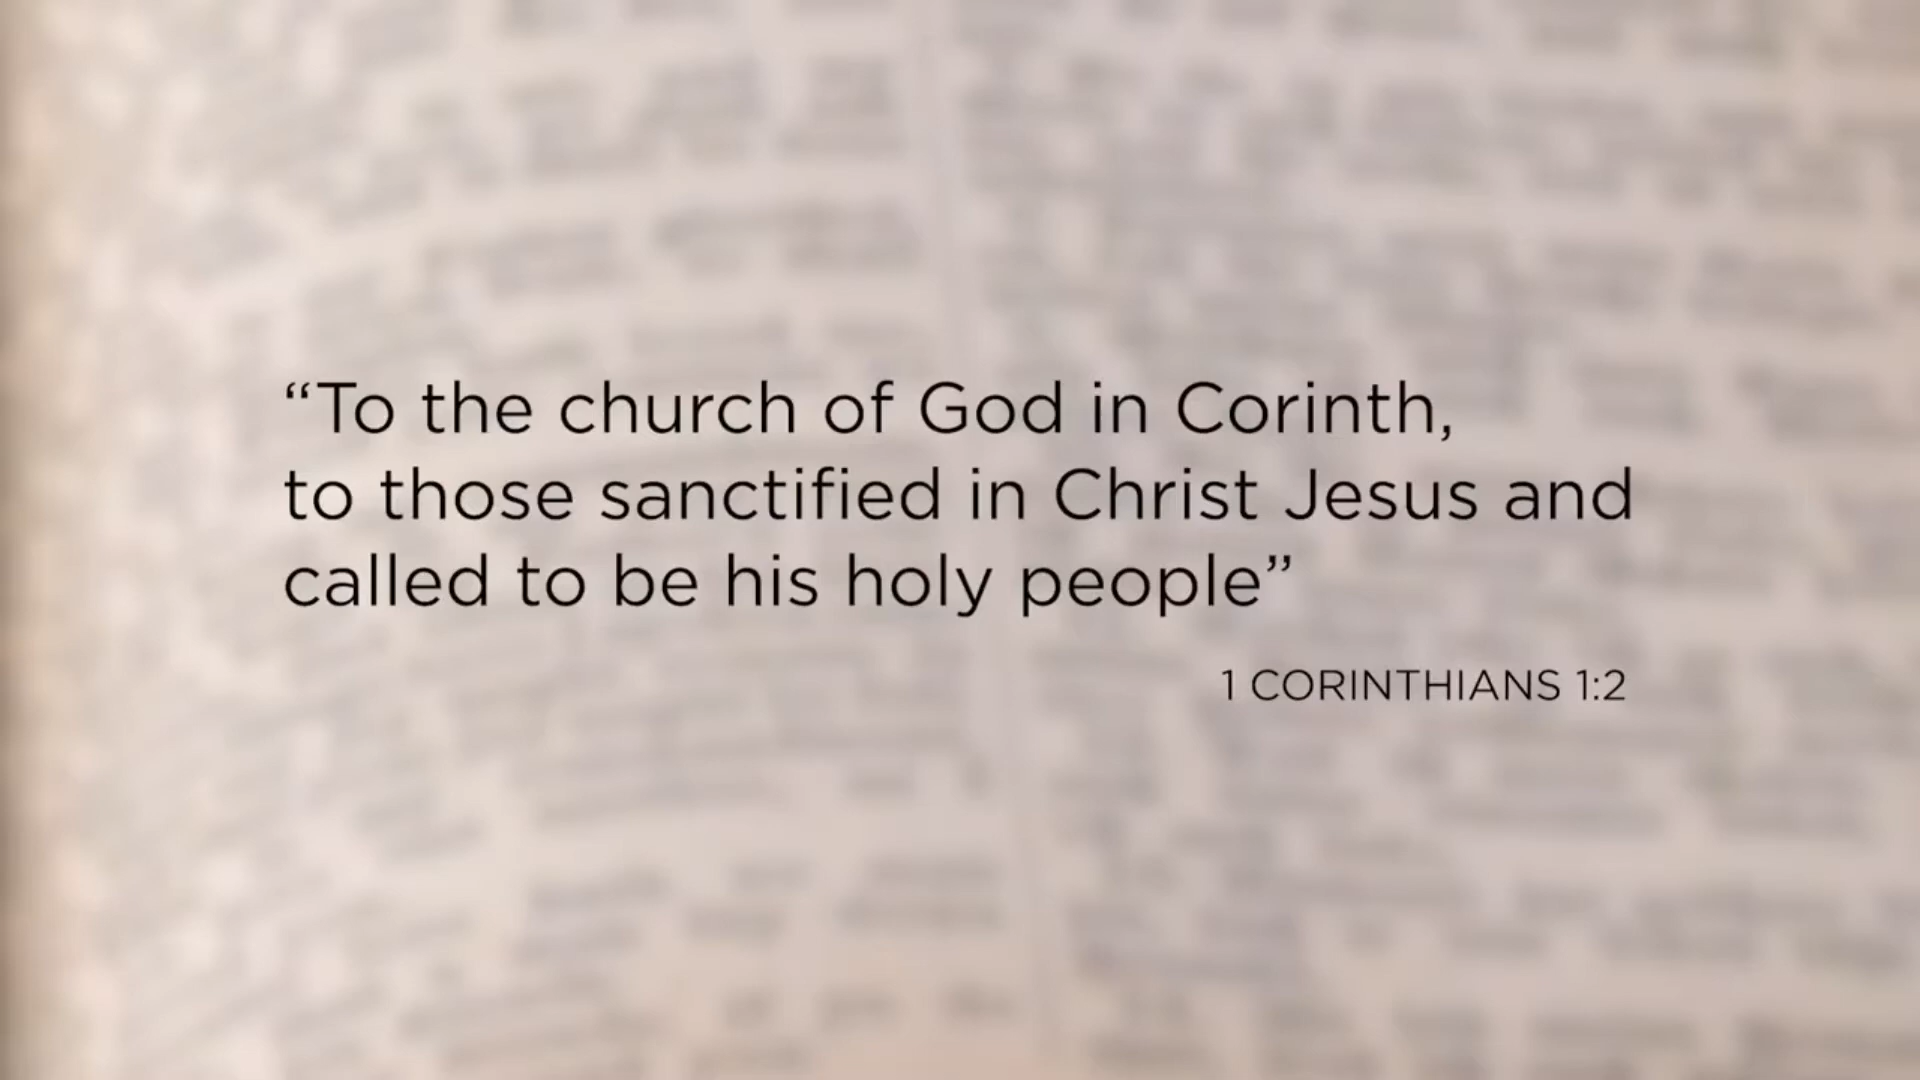 “To the church of God in Corinth,
to those sanctified in Christ Jesus and
called to be his holy people”
1 CORINTHIANS 1:2